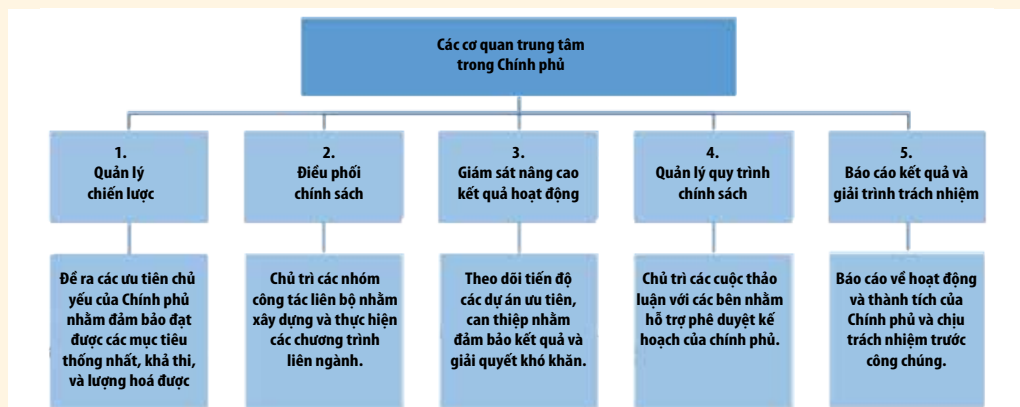 Các cơ quan trung tâm
trong Chính phủ
1.
Quản lý
chiến lược
2.
Điều phối
chính sách
3.
Giám sát nâng cao
kết quả hoạt động
4.
Quản lý quy trình
chính sách
5.
Báo cáo kết quả và
giải trình trách nhiệm
Đề ra các ưu tiên chủ
yếu của Chính phủ
nhằm đảm bảo đạt
được các mục tiêu
thống nhất, khả thi,
và lượng hoá được
Chủ trì các nhóm
công tác liên bộ nhằm
xây dựng và thực hiện
các chương trình
liên ngành.
Theo dõi tiến độ
các dự án ưu tiên,
can thiệp nhằm
đảm bảo kết quả và
giải quyết khó khăn.
Chủ trì các cuộc thảo
luận với các bên nhằm
hỗ trợ phê duyệt kế
hoạch của chính phủ.
Báo cáo về hoạt động
và thành tích của
Chính phủ và chịu
trách nhiệm trước
công chúng.